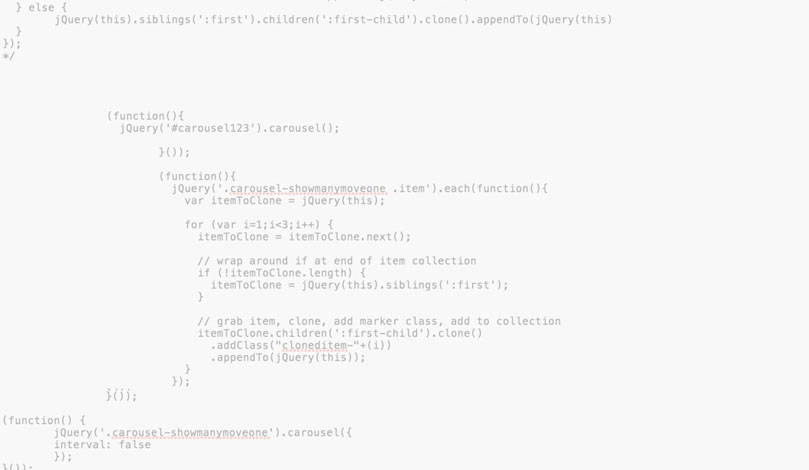 } else {
jQuery(this).siblings(':first').children(':first-child').clone().appendTo(jQuery(this)
}
});
*/
(function(){
jQuery('#carousel123').carousel();
}());
(function(){
jQuery('.carousel-showmanymoveone .item').each(function(){
var itemToClone = jQuery(this);
for (var i=1;i<3;i++) {
itemToClone = itemToClone.next();
// wrap around if at end of item collection
if (!itemToClone.length) {
itemToClone = jQuery(this).siblings(':first');
}
// grab item, clone, add marker class, add to collection
itemToClone.children(':first-child').clone()
.addClass("cloneditem-"+(i))
.appendTo(jQuery(this));
}
});
}());
(function() {
jQuery('.carousel-showmanymoveone').carousel({
interval: false
});
}());